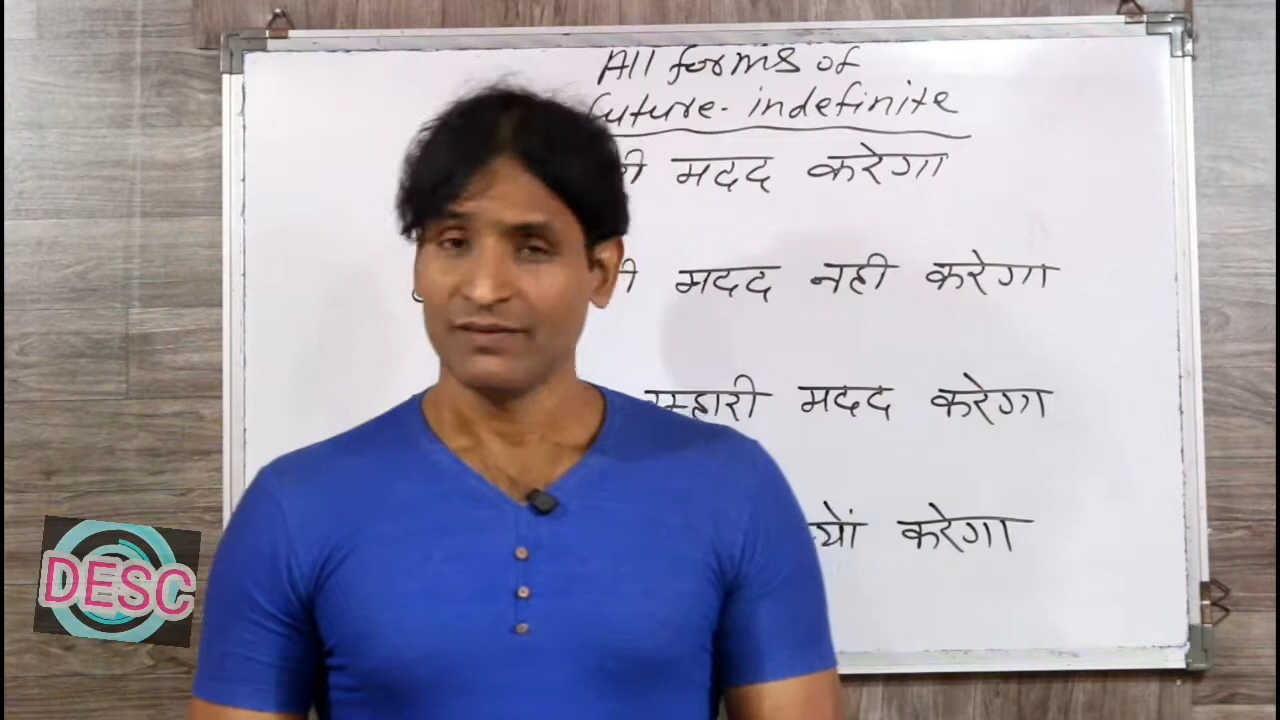 All forms of
future-indefinite
मदद करेगा
मदद नही करेगा
तुम्हारी मदद करेगा
करेगा
DESC